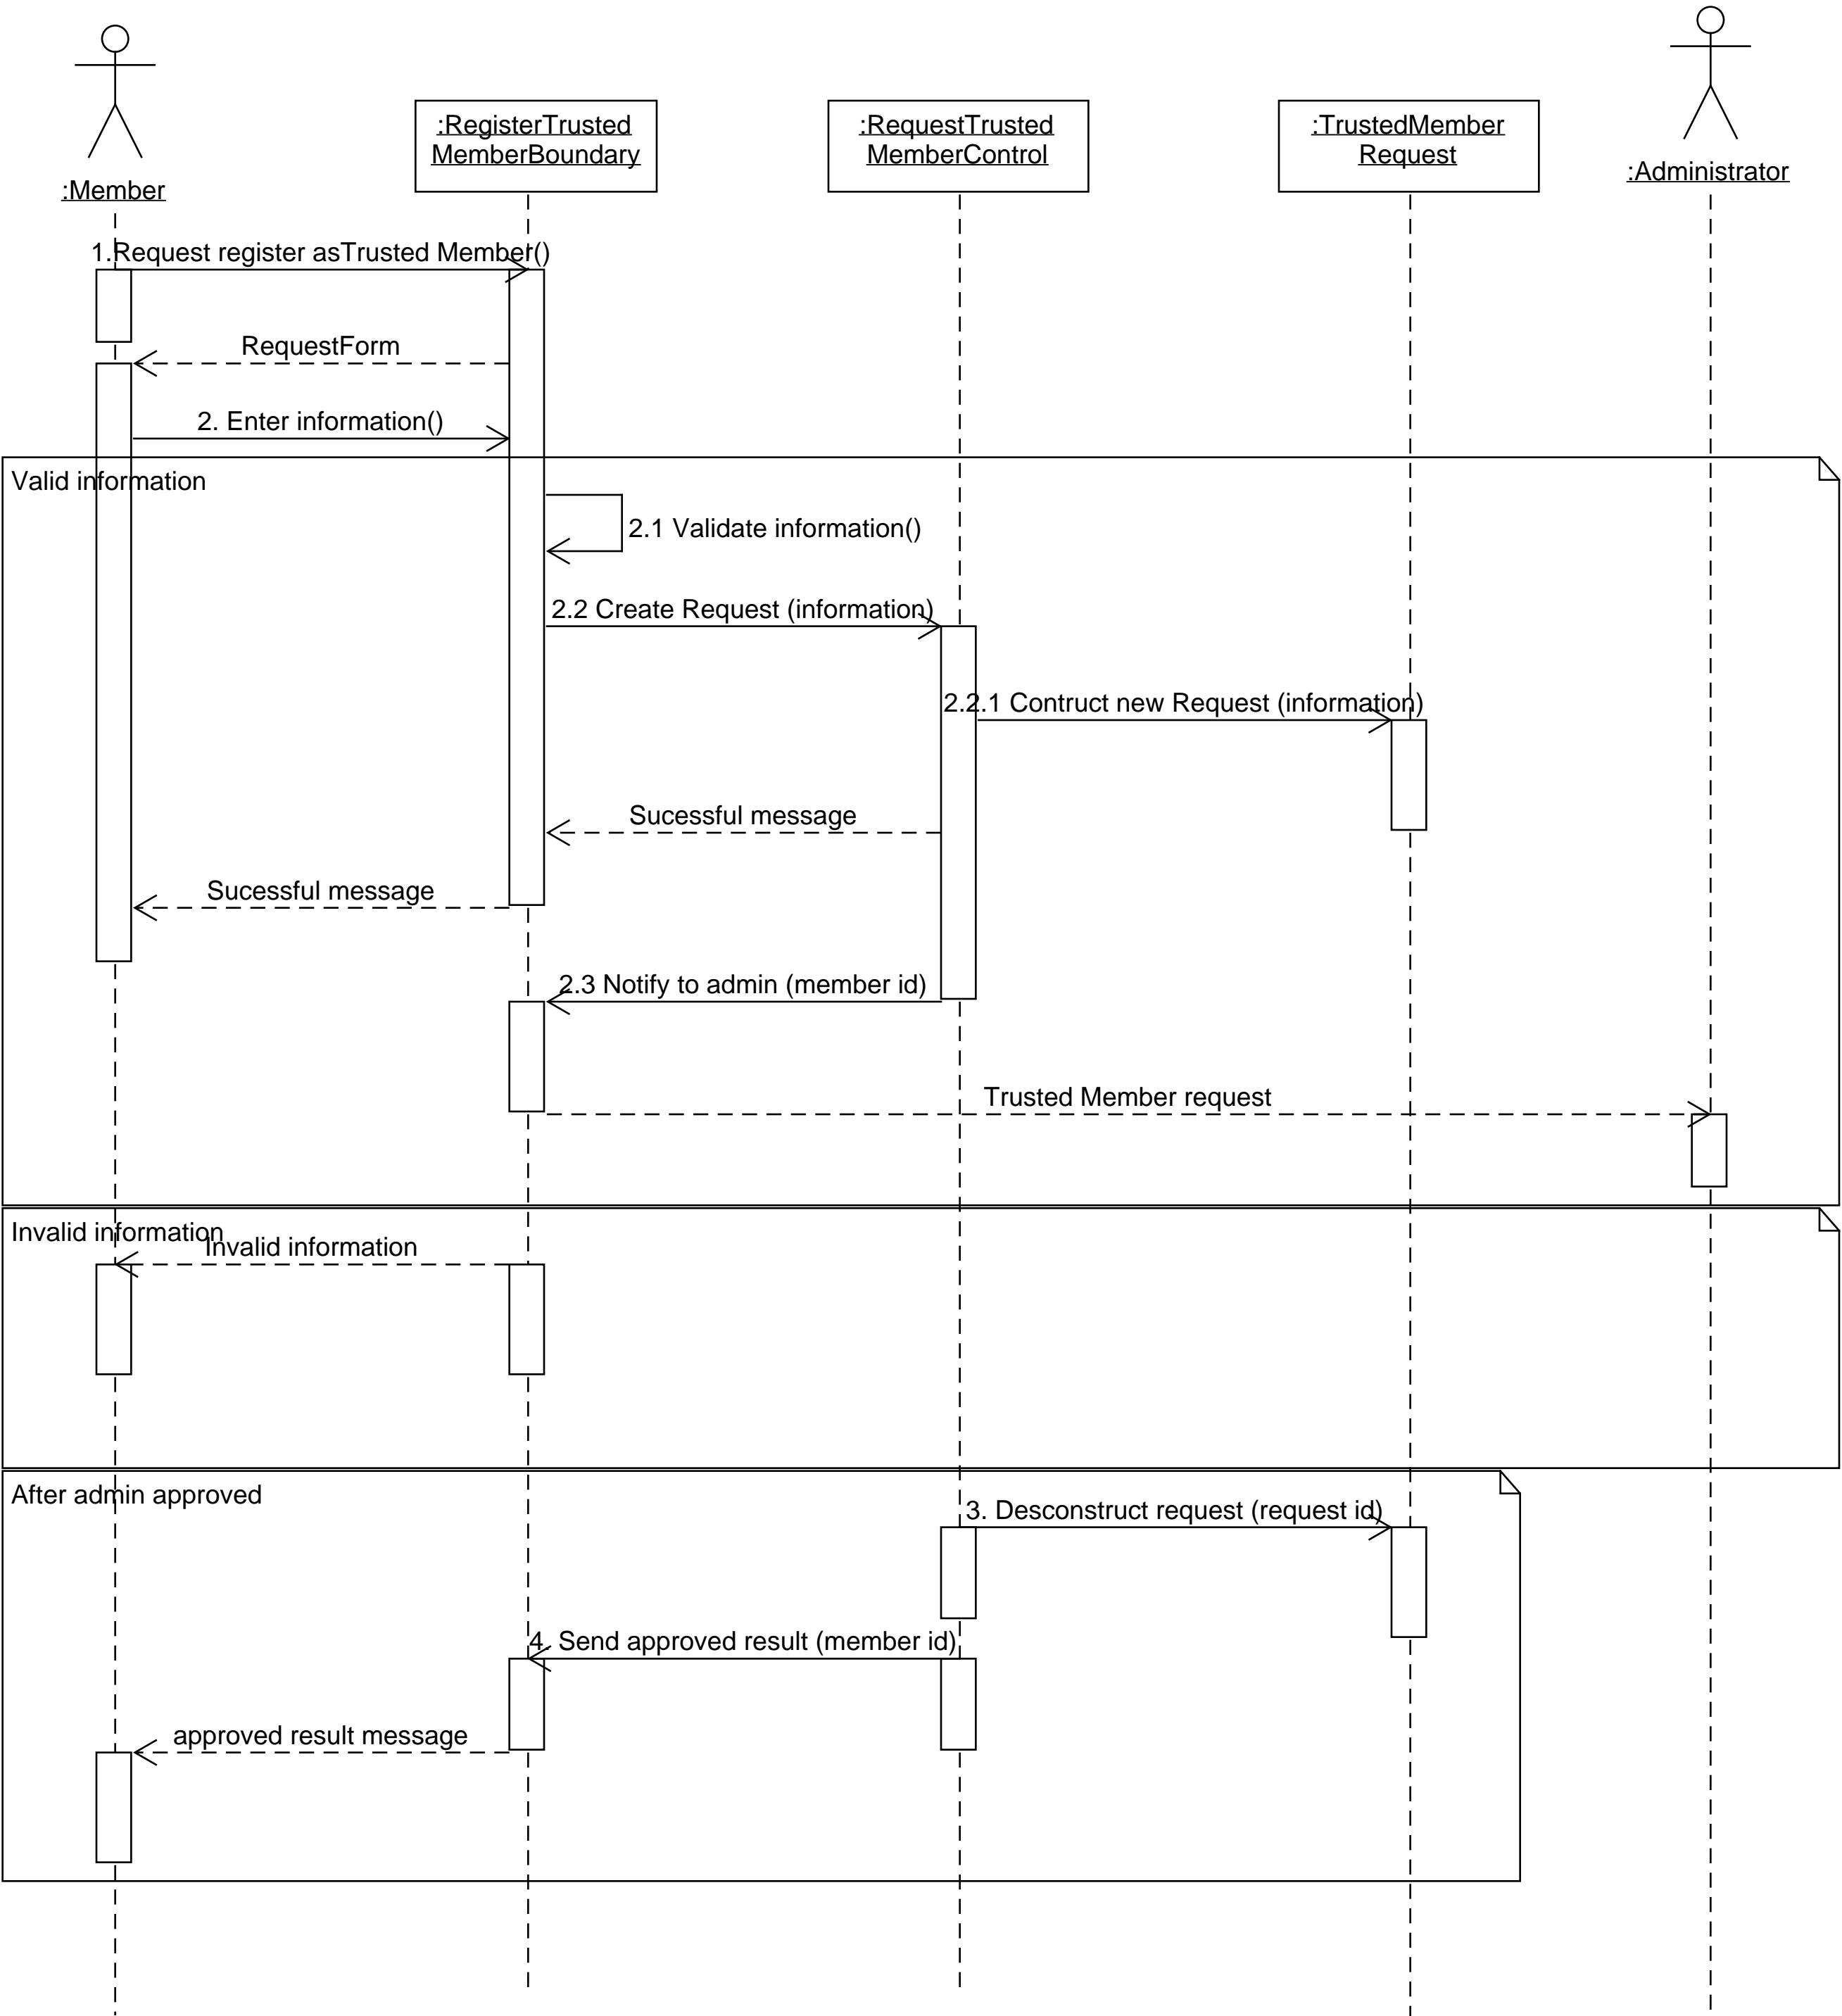 :Member
:RegisterTrusted
MemberBoundary
:RequestTrusted
MemberControl
:TrustedMember
Request
:Administrator
1.Request register asTrusted Member()
RequestForm
2. Enter information()
Valid information
2.1 Validate information()
2.2 Create Request (information)
2.2.1 Contruct new Request (information)
Sucessful message
Sucessful message
2.3 Notify to admin (member id)
Trusted Member request
Invalid information
Invalid information
After admin approved
3. Desconstruct request (request id)
4. Send approved result (member id)
approved result message